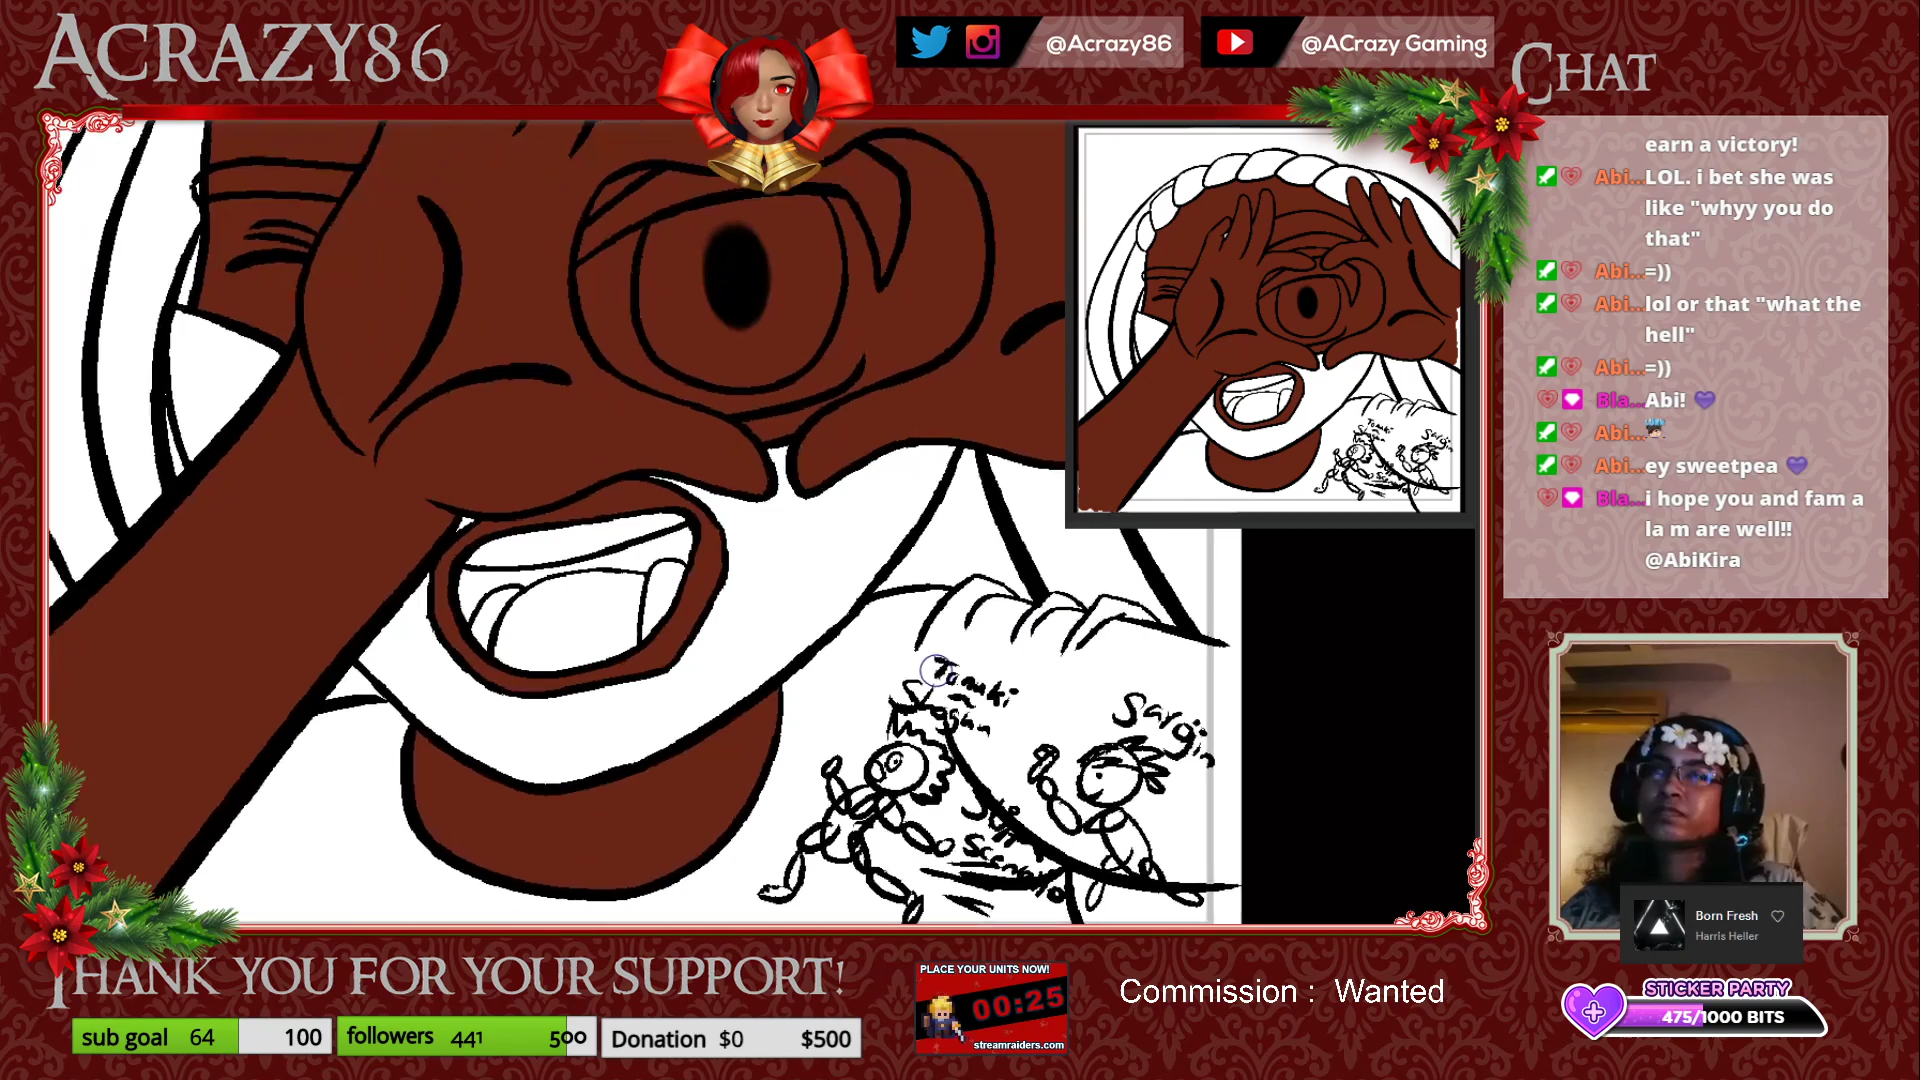 ACRAZY86
@Acrazy86
@ACrazy Gaming
CHAT
earn a victory!
Abi...LOL. i bet she was
like "whyy you do
that"
Abi...=))
Abi...lol or that "what the
hell"
Abi...=))
Bla...Abi! 💜
Abi...
Abi...ey sweetpea 💜
Bla...i hope you and fam a
la m are well!!
@AbiKira
Tanuki
Sargin
THANK YOU FOR YOUR SUPPORT!
sub goal 64 100
followers 441 500
Donation $0 $500
PLACE YOUR UNITS NOW!
00:25
streamraiders.com
Commission : Wanted
Born Fresh
Harris Heller
STICKER PARTY
475/1000 BITS